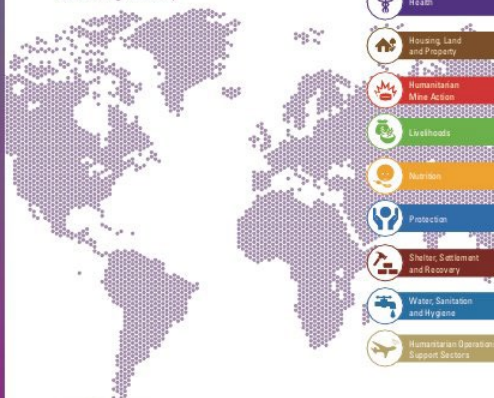 Health
Housing, Land
and Property
Humanitarian
Mine Action
Livelihoods
Nutrition
Protection
Shelter, Settlement
and Recovery
Water, Sanitation
and Hygiene
Humanitarian Operation
Support Sectors